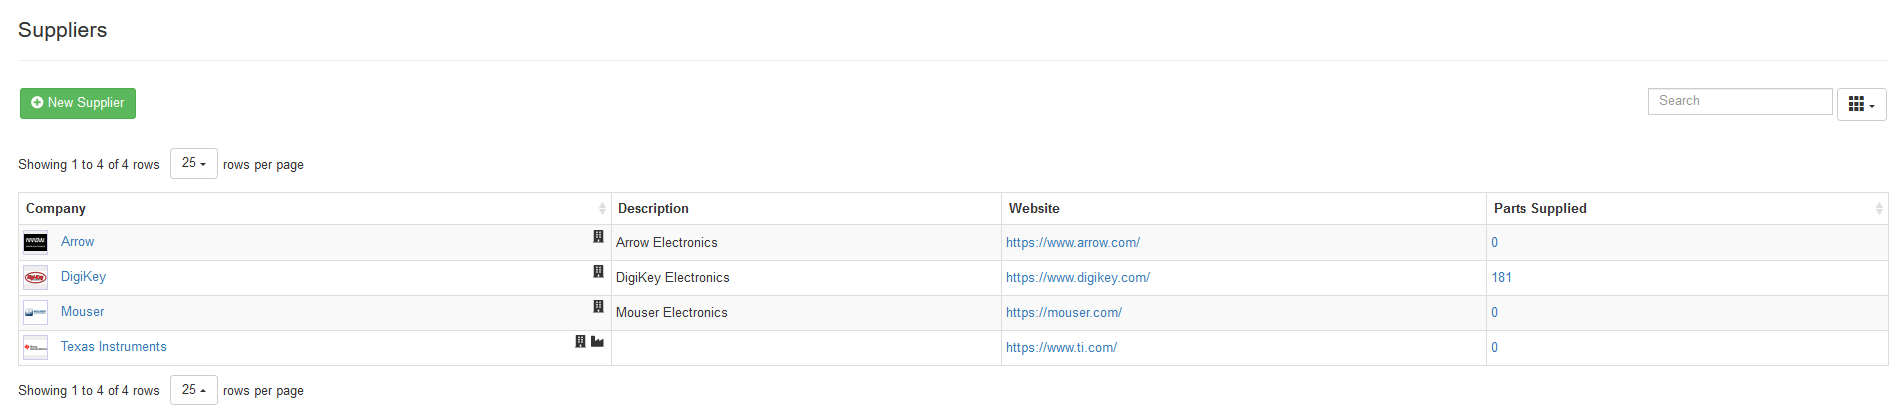 Suppliers
New Supplier
Search
Showing 1 to 4 of 4 rows 25 rows per page
Company Description Website Parts Supplied
Arrow Arrow Electronics https://www.arrow.com/ 0
DigiKey DigiKey Electronics https://www.digikey.com/ 181
Mouser Mouser Electronics https://mouser.com/ 0
Texas Instruments https://www.ti.com/ 0
Showing 1 to 4 of 4 rows 25 rows per page